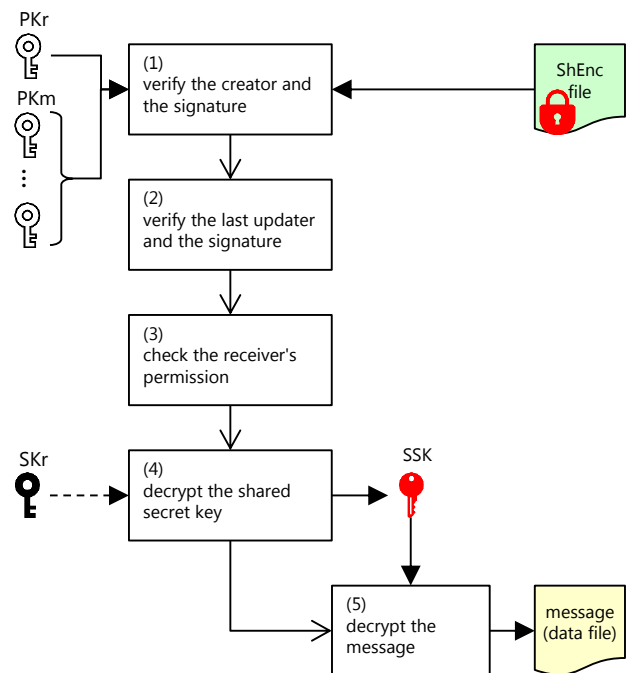 PKr
PKm
⋮
(1)
verify the creator and
the signature
ShEnc
file
(2)
verify the last updater
and the signature
(3)
check the receiver's
permission
SKr
(4)
decrypt the shared
secret key
SSK
(5)
decrypt the
message
message
(data file)